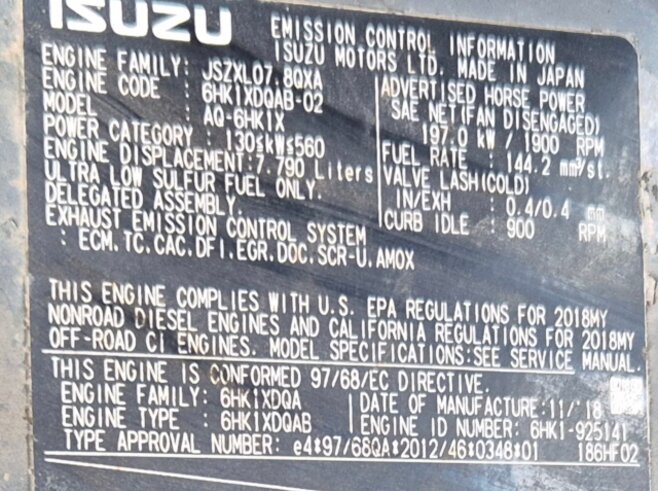 ISUZU
EMISSION CONTROL INFORMATION
ISUZU MOTORS LTD. MADE IN JAPAN
ENGINE FAMILY: JSZXL07.8QXA
ENGINE CODE : 6HK1XDQAB-02
MODEL : AQ-6HK1X
POWER CATEGORY : 130≤kW≤560
ENGINE DISPLACEMENT:7.790 Liters
ULTRA LOW SULFUR FUEL ONLY.
DELEGATED ASSEMBLY.
EXHAUST EMISSION CONTROL SYSTEM
: ECM.TC.CAC.DFI.EGR.DOC.SCR-U.AMOX
ADVERTISED HORSE POWER
SAE NET(FAN DISENGAGED)
197.0 kW / 1900 RPM
FUEL RATE : 144.2 mm³/st.
VALVE LASH(COLD)
IN/EXH : 0.4/0.4 mm
CURB IDLE : 900 RPM
THIS ENGINE COMPLIES WITH U.S. EPA REGULATIONS FOR 2018MY
NONROAD DIESEL ENGINES AND CALIFORNIA REGULATIONS FOR 2018MY
OFF-ROAD CI ENGINES. MODEL SPECIFICATIONS:SEE SERVICE MANUAL.
THIS ENGINE IS CONFORMED 97/68/EC DIRECTIVE.
ENGINE FAMILY : 6HK1XDQA
ENGINE TYPE : 6HK1XDQAB
DATE OF MANUFACTURE:11/'18
ENGINE ID NUMBER: 6HK1-925141
TYPE APPROVAL NUMBER: e4*97/68QA*2012/46*0348*01 186HF02